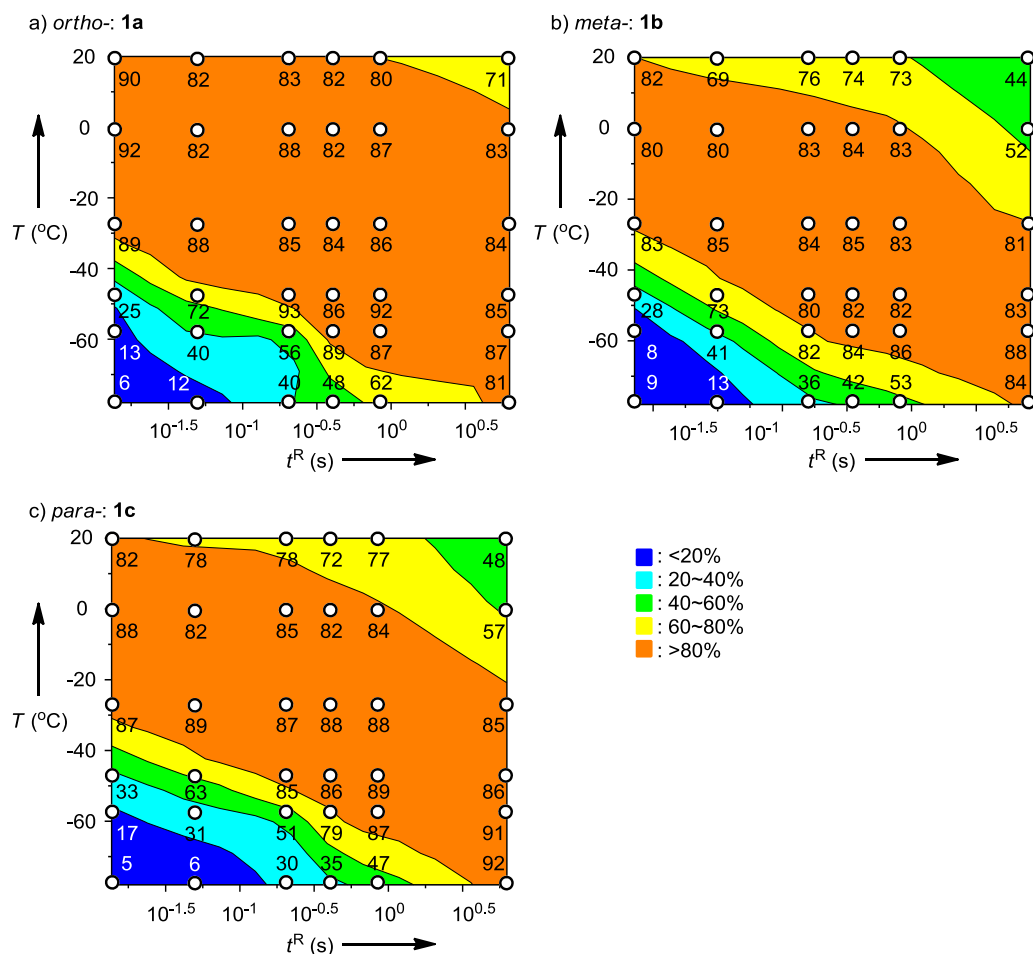 a) ortho-: 1a
20
90 82 83 82 80 71
0
92 82 88 82 87 83
-20
T (°C)
89 88 85 84 86 84
-40
25 72 93 86 92 85
-60
13 40 56 89 87 87
6 12 40 48 62 81
10^-1.5 10^-1 10^-0.5 10^0 10^0.5
t^R (s)
b) meta-: 1b
20
82 69 76 74 73 44
0
80 80 83 84 83 52
-20
T (°C)
83 85 84 85 83 81
-40
28 73 80 82 82 83
-60
8 41 82 84 86 88
9 13 36 42 53 84
10^-1.5 10^-1 10^-0.5 10^0 10^0.5
t^R (s)
c) para-: 1c
20
82 78 78 72 77 48
0
88 82 85 82 84 57
-20
T (°C)
87 89 87 88 88 85
-40
33 63 85 86 89 86
-60
17 31 51 79 87 91
5 6 30 35 47 92
10^-1.5 10^-1 10^-0.5 10^0 10^0.5
t^R (s)
: <20%
: 20~40%
: 40~60%
: 60~80%
: >80%